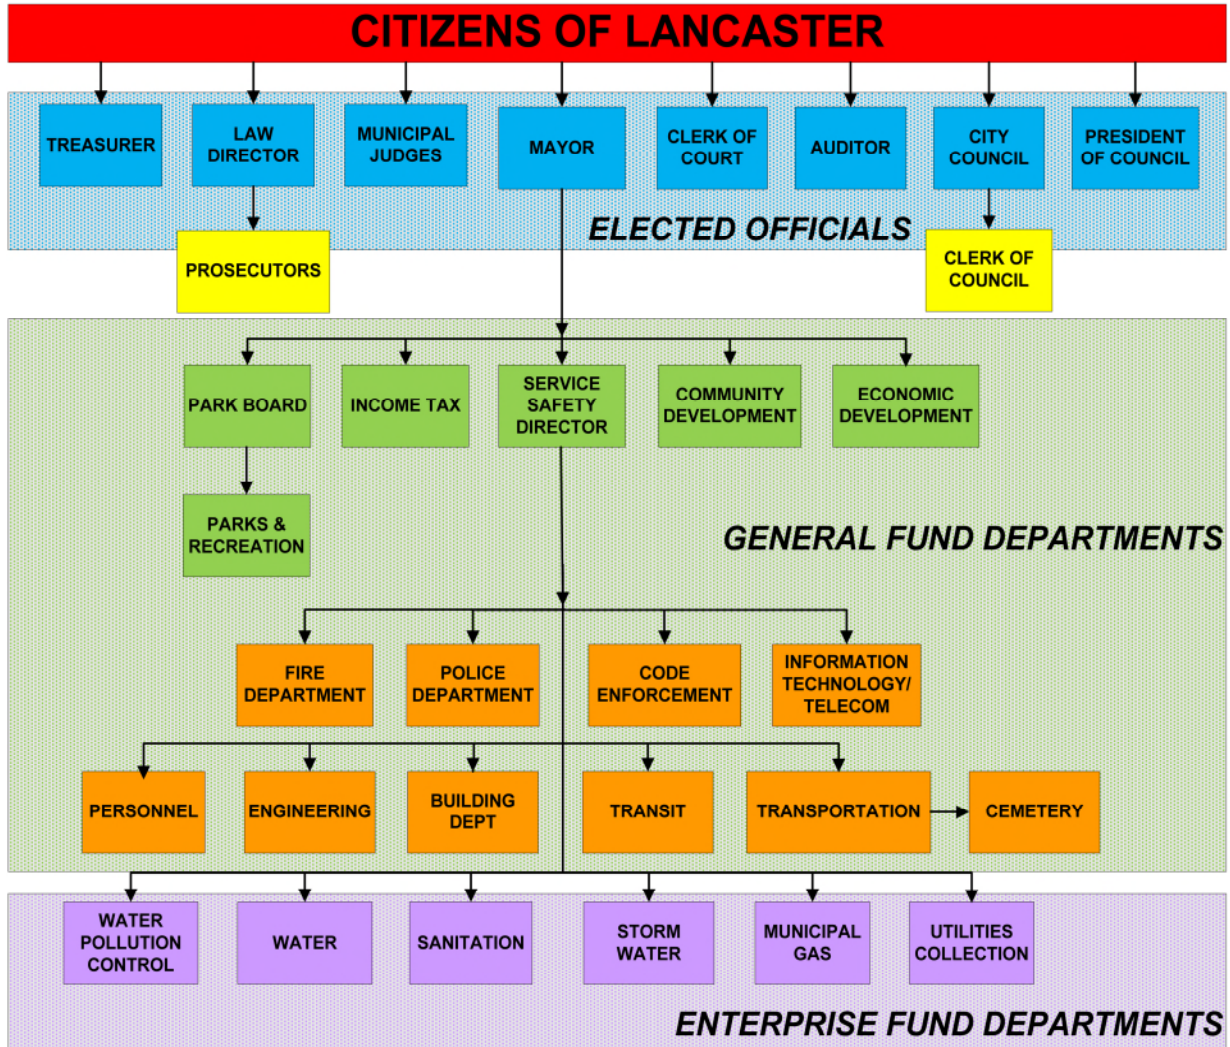 CITIZENS OF LANCASTER
TREASURER
LAW
DIRECTOR
MUNICIPAL
JUDGES
MAYOR
CLERK OF
COURT
AUDITOR
CITY
COUNCIL
PRESIDENT
OF COUNCIL
ELECTED OFFICIALS
PROSECUTORS
CLERK OF
COUNCIL
PARK BOARD
INCOME TAX
SERVICE
SAFETY
DIRECTOR
COMMUNITY
DEVELOPMENT
ECONOMIC
DEVELOPMENT
PARKS &
RECREATION
GENERAL FUND DEPARTMENTS
FIRE
DEPARTMENT
POLICE
DEPARTMENT
CODE
ENFORCEMENT
INFORMATION
TECHNOLOGY/
TELECOM
PERSONNEL
ENGINEERING
BUILDING
DEPT
TRANSIT
TRANSPORTATION
CEMETERY
WATER
POLLUTION
CONTROL
WATER
SANITATION
STORM
WATER
MUNICIPAL
GAS
UTILITIES
COLLECTION
ENTERPRISE FUND DEPARTMENTS